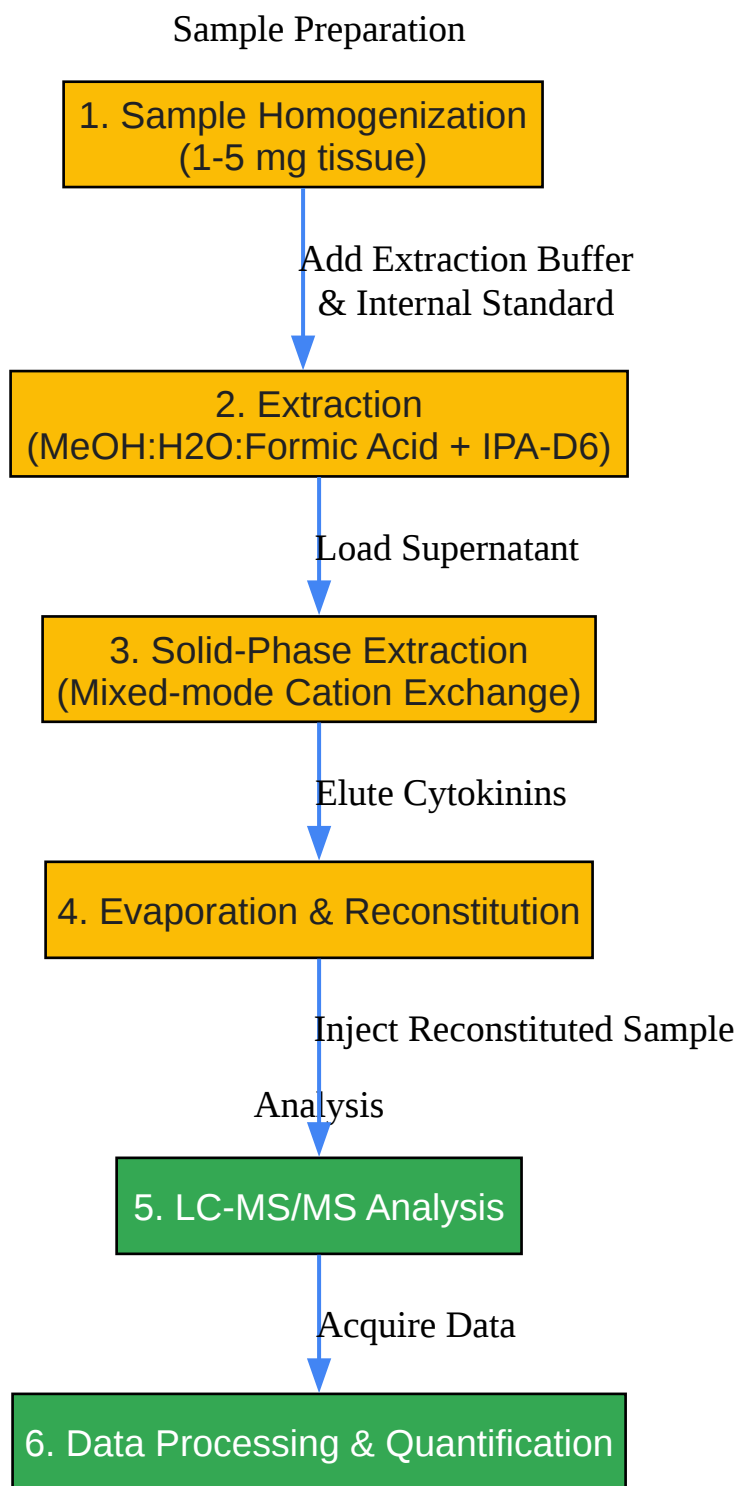 Sample Preparation
1. Sample Homogenization
(1-5 mg tissue)
Add Extraction Buffer
& Internal Standard
2. Extraction
(MeOH:H2O:Formic Acid + IPA-D6)
Load Supernatant
3. Solid-Phase Extraction
(Mixed-mode Cation Exchange)
Elute Cytokinins
4. Evaporation & Reconstitution
Inject Reconstituted Sample
Analysis
5. LC-MS/MS Analysis
Acquire Data
6. Data Processing & Quantification